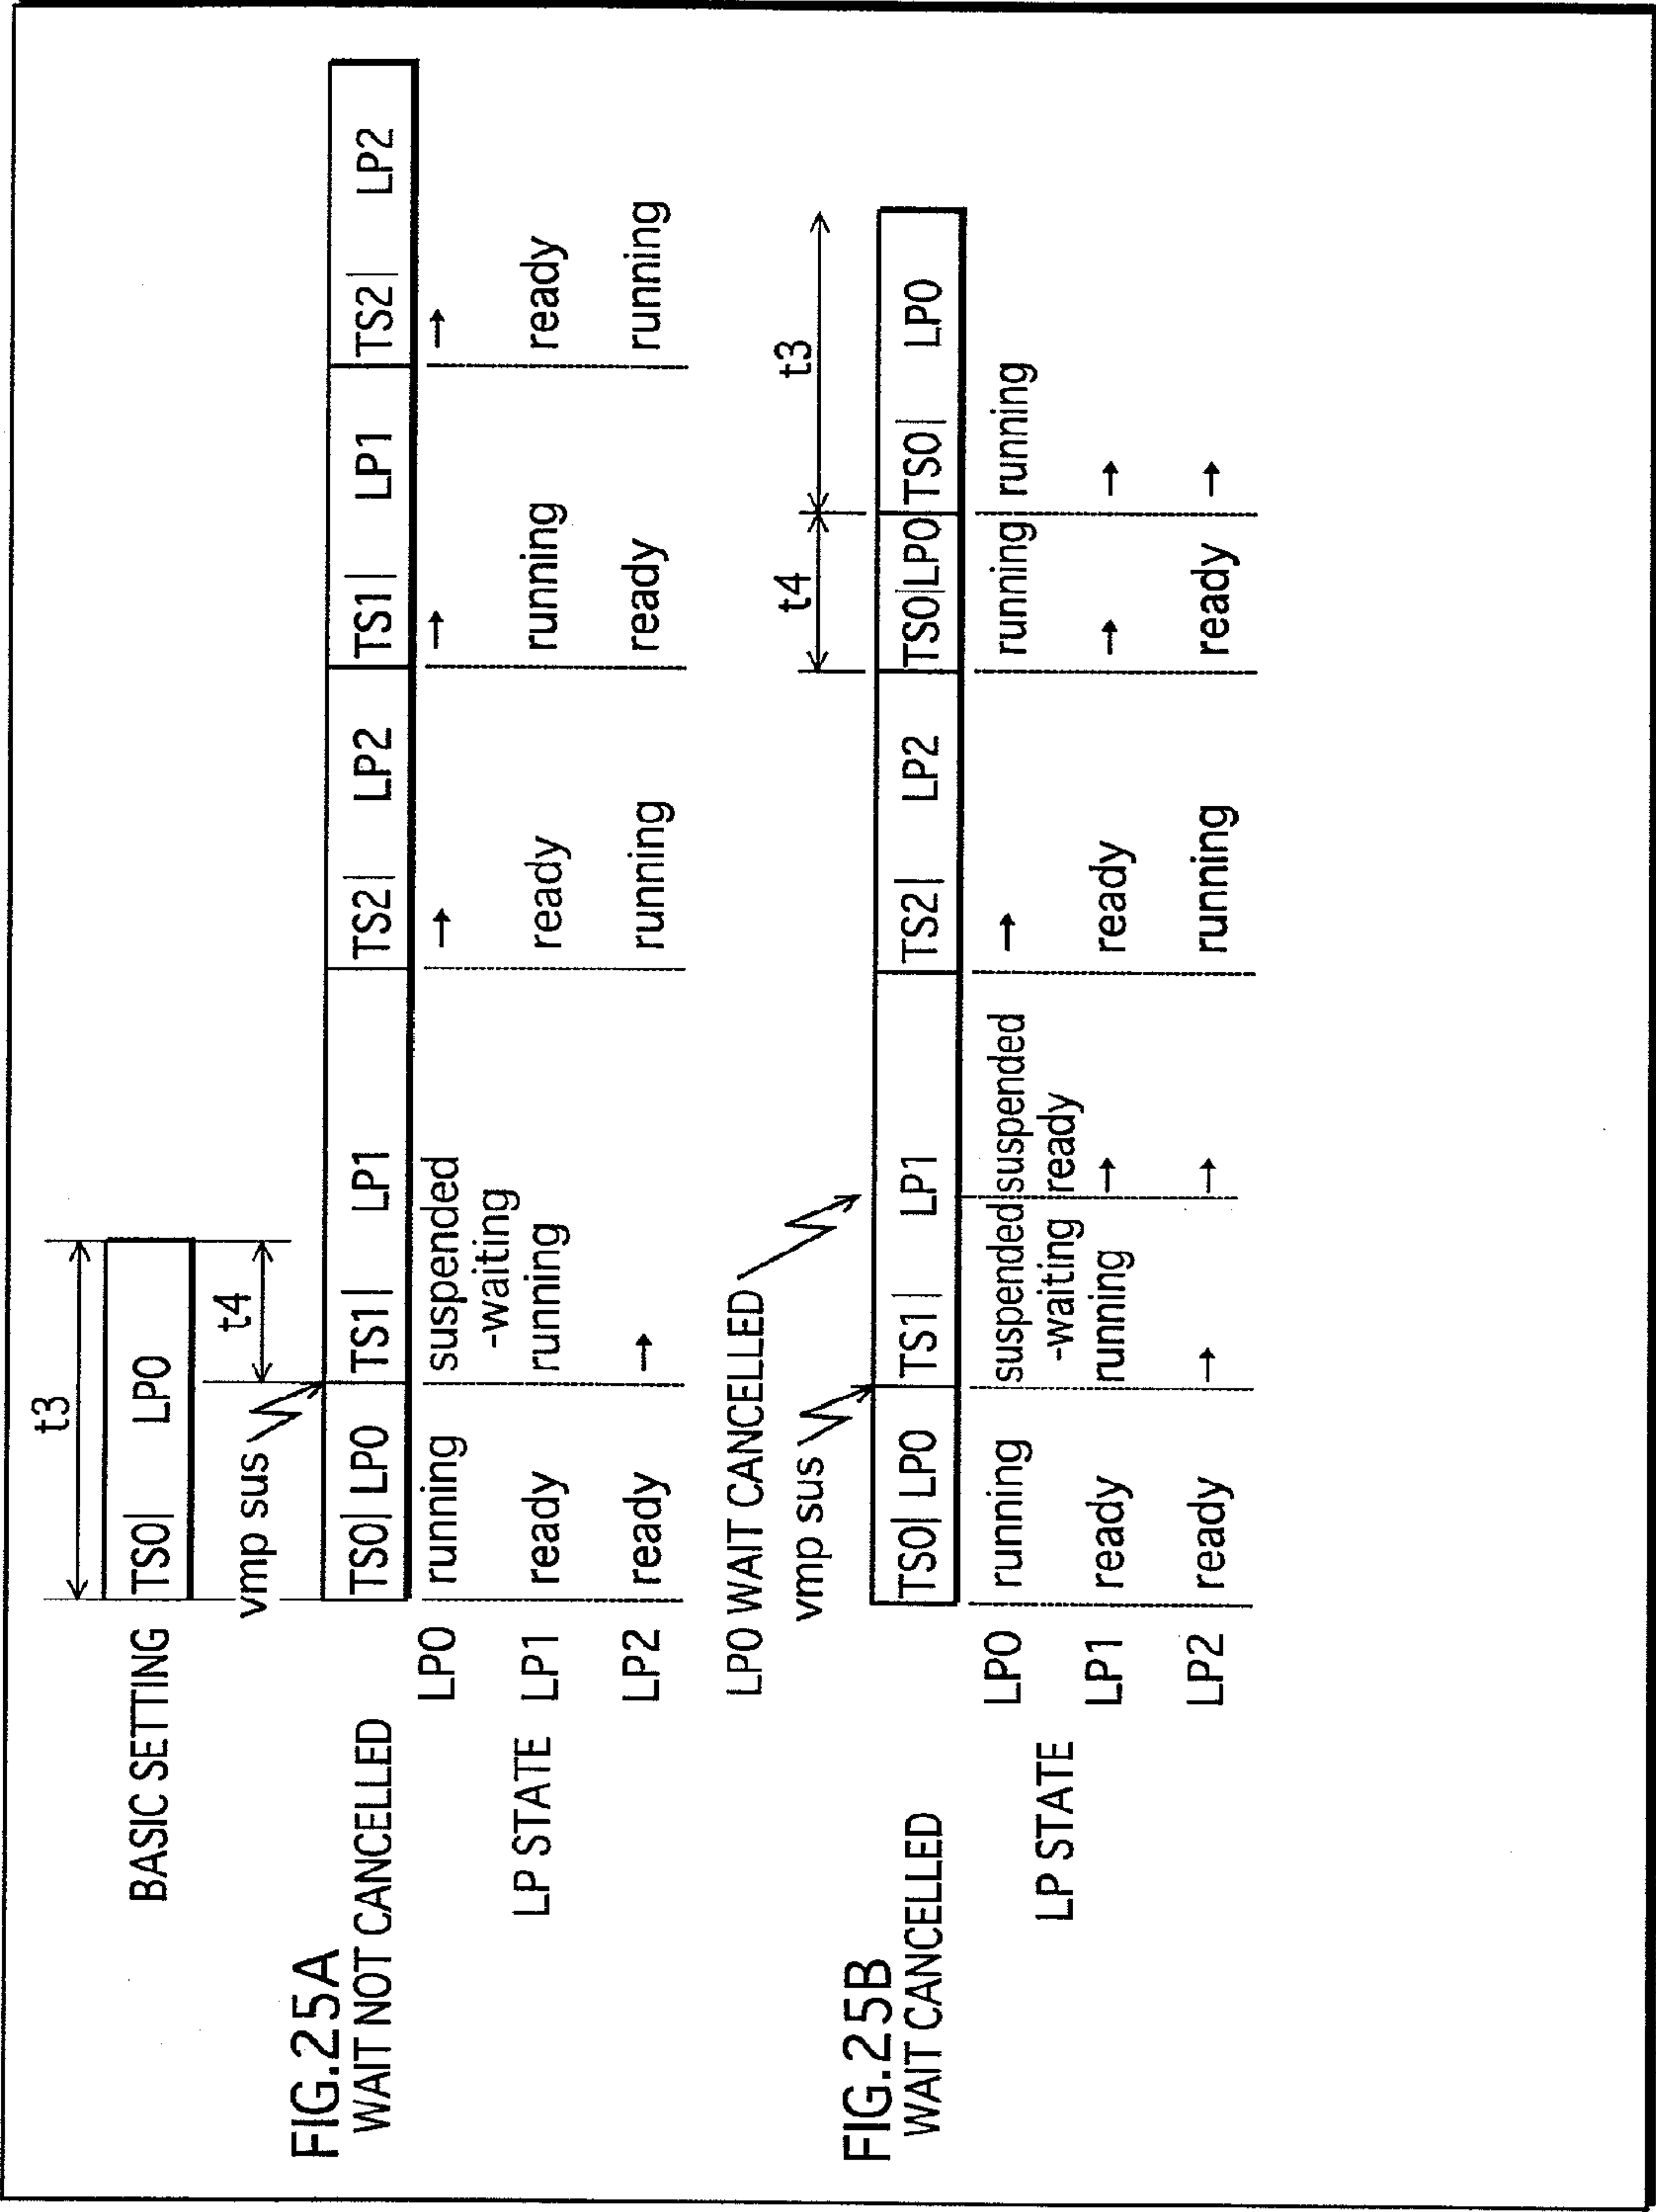 t3
BASIC SETTING TS0| LP0
t4
vmp sus
FIG.25A
WAIT NOT CANCELLED
TS0| LP0 TS1| LP1 TS2| LP2 TS1| LP1 TS2| LP2
LP STATE
LP0 running suspended → → →
-waiting
LP1 ready running ready running ready
LP2 ready → running ready running
LP0 WAIT CANCELLED
vmp sus
t4 t3
FIG.25B
WAIT CANCELLED
TS0| LP0 TS1| LP1 TS2| LP2 TS0|LP0 TS0| LP0
LP STATE
LP0 running suspended suspended → running running
-waiting ready
LP1 ready running → ready → →
LP2 ready → → running ready →